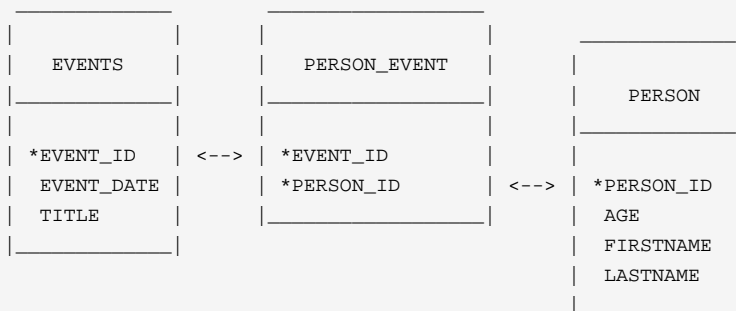 EVENTS
PERSON_EVENT
PERSON
*EVENT_ID <--> *EVENT_ID
EVENT_DATE *PERSON_ID <--> *PERSON_ID
TITLE AGE
FIRSTNAME
LASTNAME